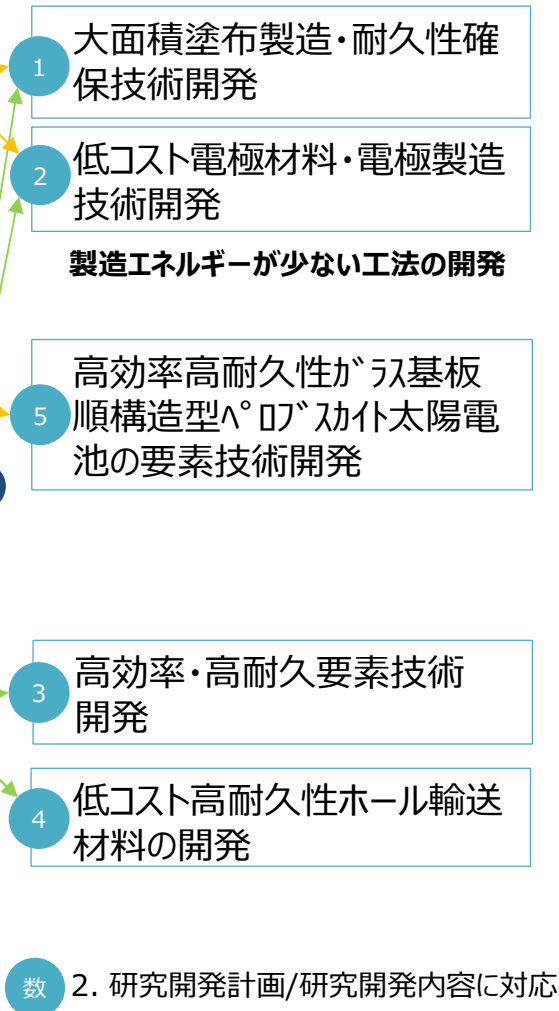 1
大面積塗布製造・耐久性確
保技術開発
2
低コスト電極材料・電極製造
技術開発
製造エネルギーが少ない工法の開発
5
高効率高耐久性ｶﾞﾗｽ基板
順構造型ﾍﾟﾛﾌﾞｽｶｲﾄ太陽電
池の要素技術開発
3
高効率・高耐久要素技術
開発
4
低コスト高耐久性ホール輸送
材料の開発
数
2. 研究開発計画/研究開発内容に対応